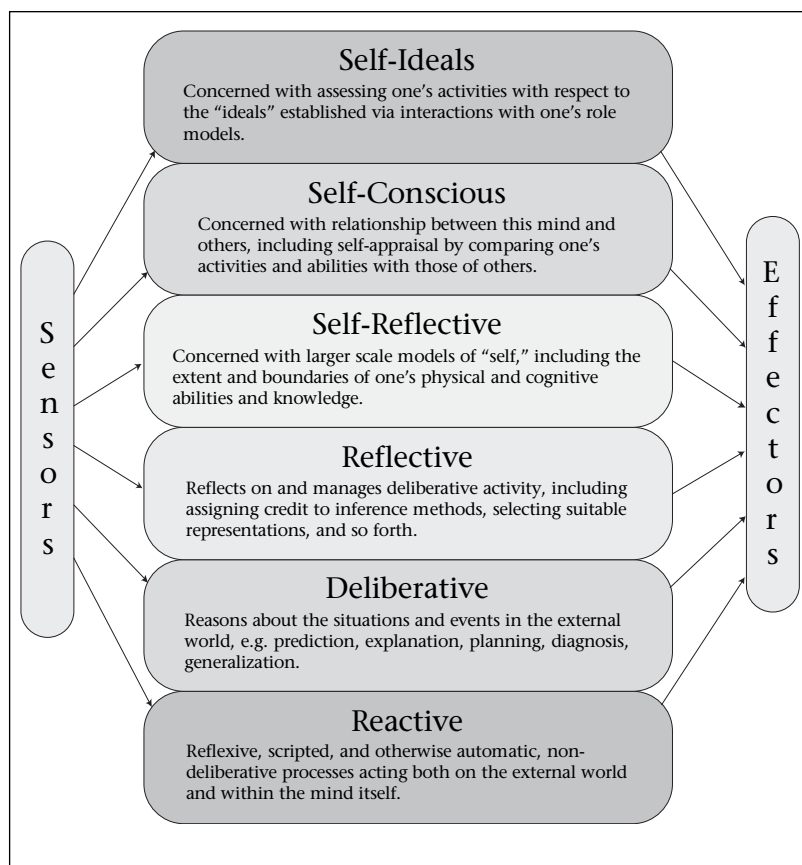 Self-Ideals
Concerned with assessing one's activities with respect to
the “ideals” established via interactions with one's role
models.
Self-Conscious
Concerned with relationship between this mind and
others, including self-appraisal by comparing one's
activities and abilities with those of others.
Self-Reflective
Concerned with larger scale models of “self,” including the
extent and boundaries of one's physical and cognitive
abilities and knowledge.
Reflective
Reflects on and manages deliberative activity, including
assigning credit to inference methods, selecting suitable
representations, and so forth.
Deliberative
Reasons about the situations and events in the external
world, e.g. prediction, explanation, planning, diagnosis,
generalization.
Reactive
Reflexive, scripted, and otherwise automatic, non-
deliberative processes acting both on the external world
and within the mind itself.
Sensors
Effectors